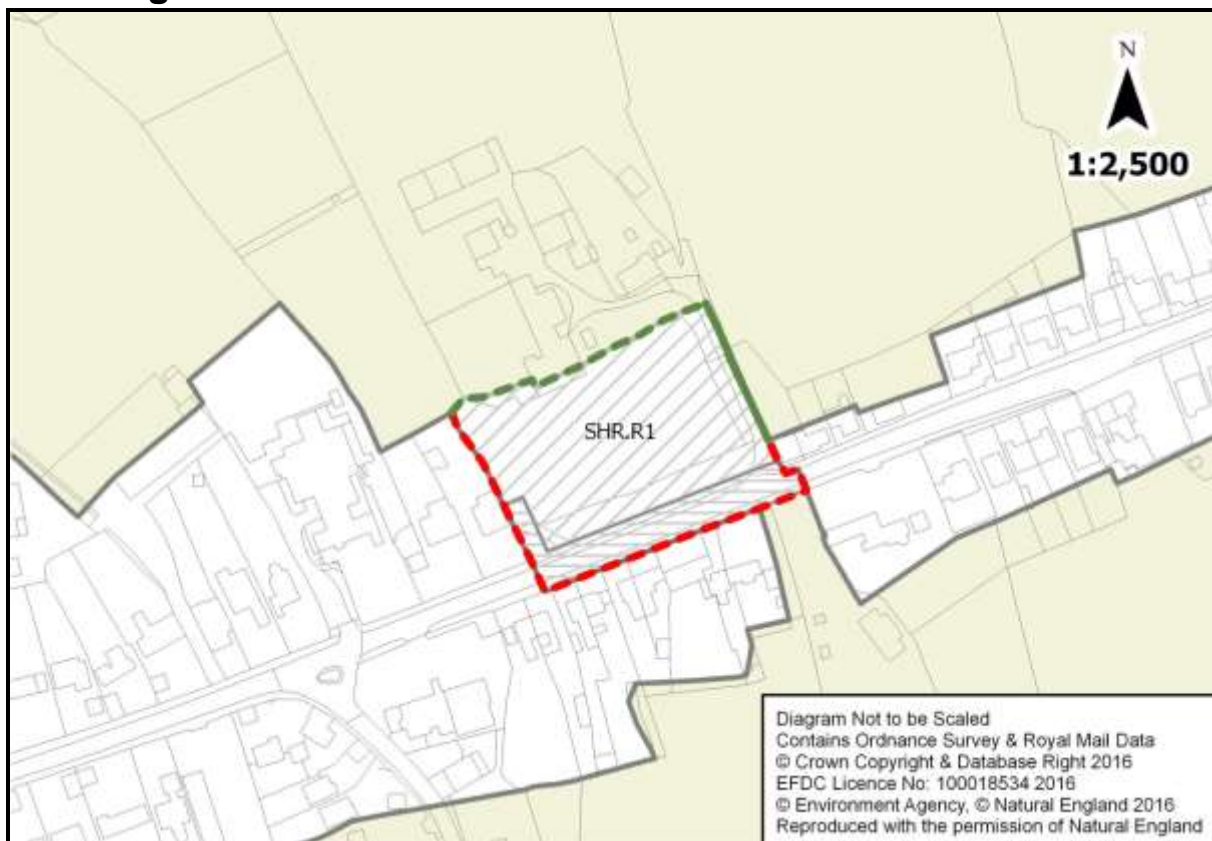 N
1:2,500
SHR.R1
Diagram Not to be Scaled
Contains Ordnance Survey & Royal Mail Data
© Crown Copyright & Database Right 2016
EFDC Licence No: 100018534 2016
© Environment Agency, © Natural England 2016
Reproduced with the permission of Natural England